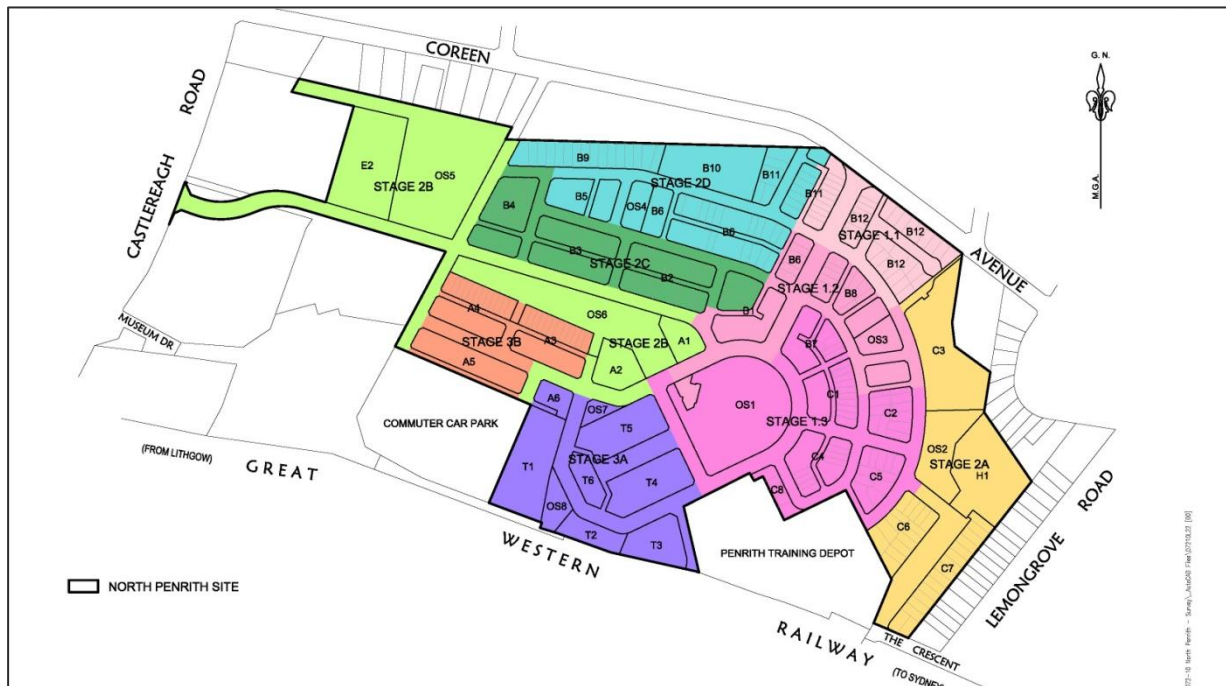 COREEN
G. N.
M.G.A.
CASTLEREAGH
ROAD
E2
OS5
STAGE 2B
B9
B10
B11
STAGE 2D
B11
B5
OS4
B6
B6
B4
B3
STAGE 2C
B2
B12
B12
STAGE 1.1
B12
AVENUE
B6
STAGE 1.2
B8
B1
OS3
B7
C3
MUSEUM DR
A4
OS6
STAGE 3B
A3
STAGE 2B
A1
A5
A2
OS1
C1
C2
STAGE 1.3
COMMUTER CAR PARK
A6
OS7
T5
C4
OS2
STAGE 2A
H1
(FROM LITHGOW)
GREAT
T1
STAGE 3A
T6
T4
C8
C5
OS8
T2
T3
C6
C7
WESTERN
PENRITH TRAINING DEPOT
LEMONGROVE
ROAD
NORTH PENRITH SITE
RAILWAY
THE CRESCENT
(TO SYDNEY